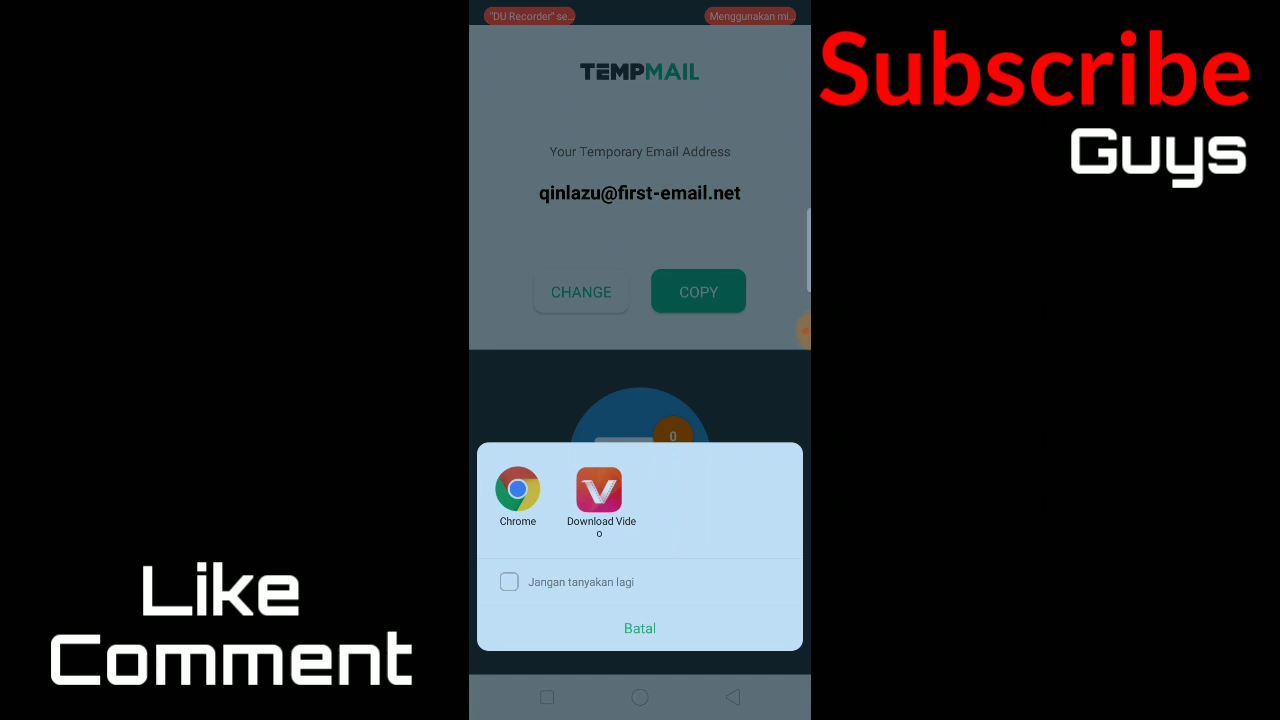 "DU Recorder" se...
Menggunakan mi...
TEMPMAIL
Your Temporary Email Address
qinlazu@first-email.net
CHANGE
COPY
0
Chrome
Download Vide
o
Jangan tanyakan lagi
Batal
Subscribe
Guys
Like
Comment